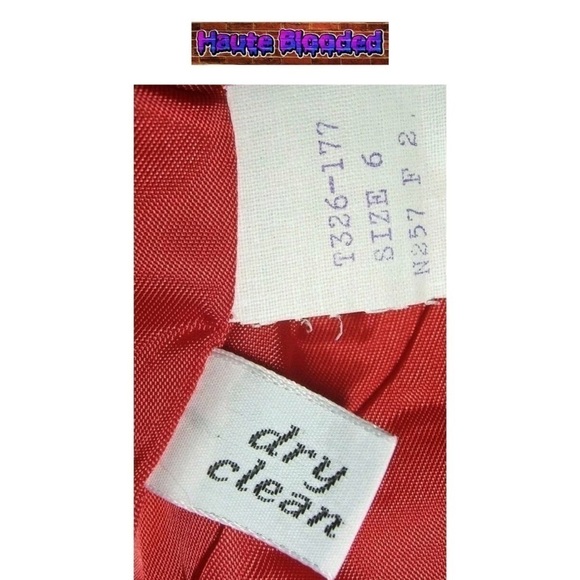 Haute Blooded
T326-177
SIZE 6
N257 F 2.
dry
clean